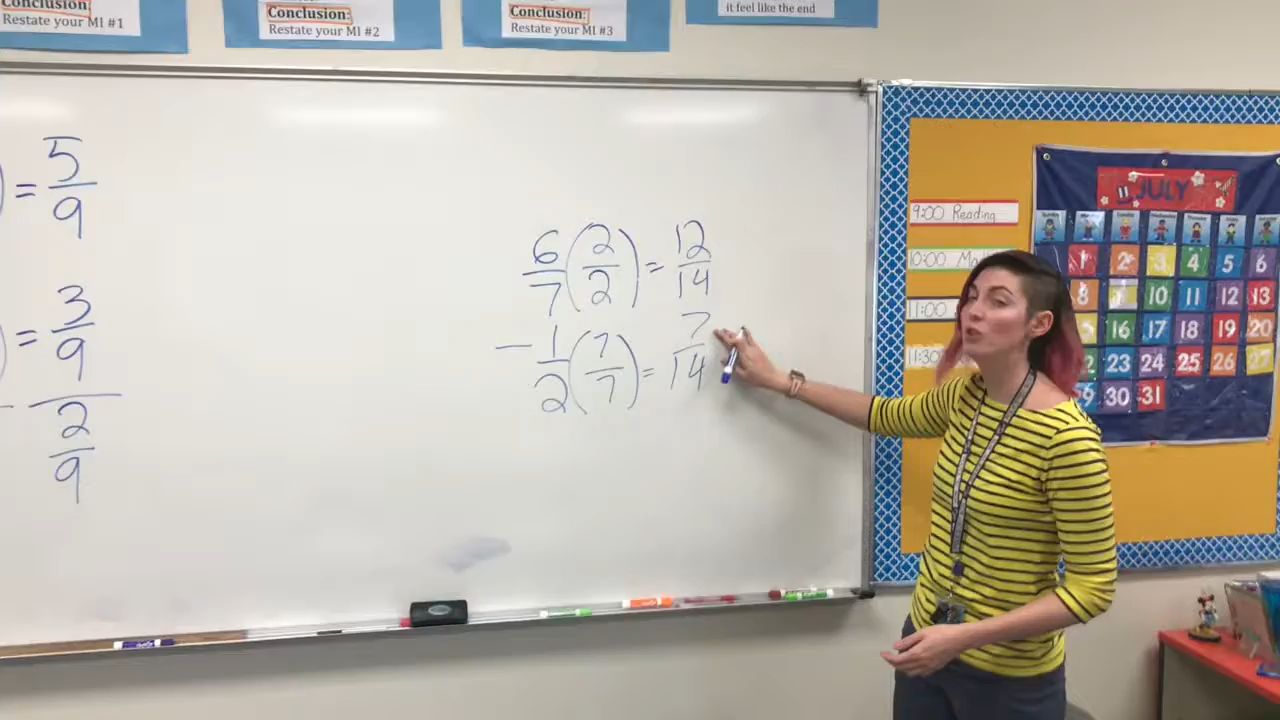 Conclusion:
Restate your MI #1
Conclusion:
Restate your MI #2
Conclusion:
Restate your MI #3
it feel like the end
) = 5/9
) = 3/9
2/9
6/7 (2/2) = 12/14
- 1/2 (7/7) = 7/14
9:00 Reading
10:00 Ma
11:00
11:30
JULY
1 2 3 4 5 6
8 10 11 12 13
16 17 18 19 20
23 24 25 26 27
29 30 31